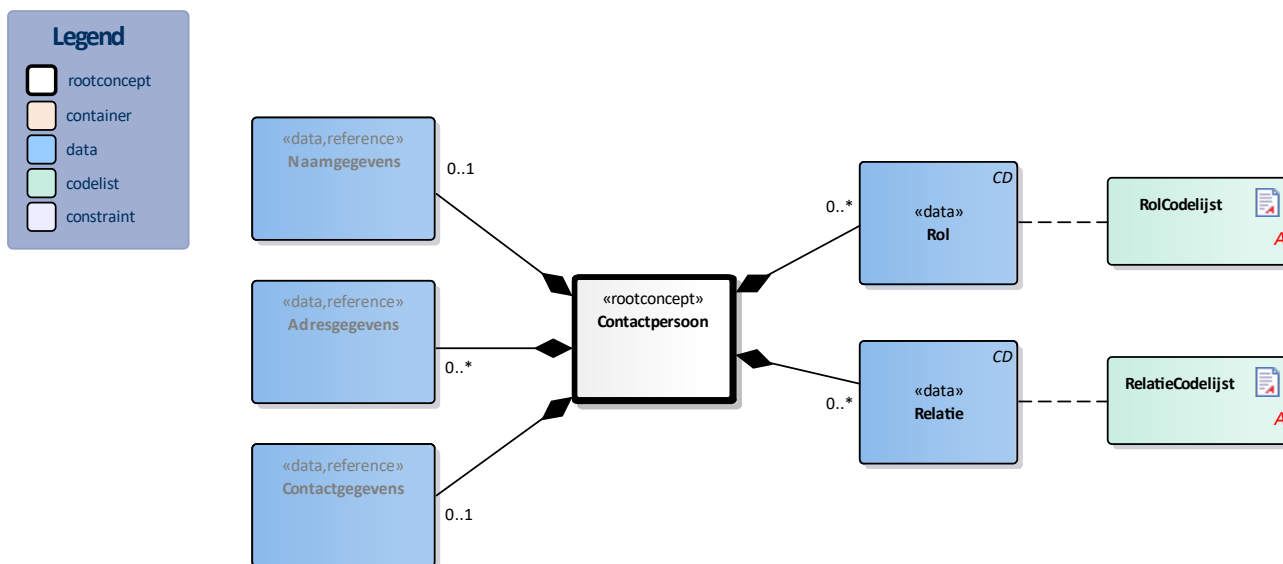 Legend
rootconcept
container
data
codelist
constraint
«data,reference»
Naamgegevens
0..1
«data,reference»
Adresgegevens
0..*
«data,reference»
Contactgegevens
0..1
«rootconcept»
Contactpersoon
CD
«data»
Rol
0..*
CD
«data»
Relatie
0..*
RolCodelijst
A
RelatieCodelijst
A